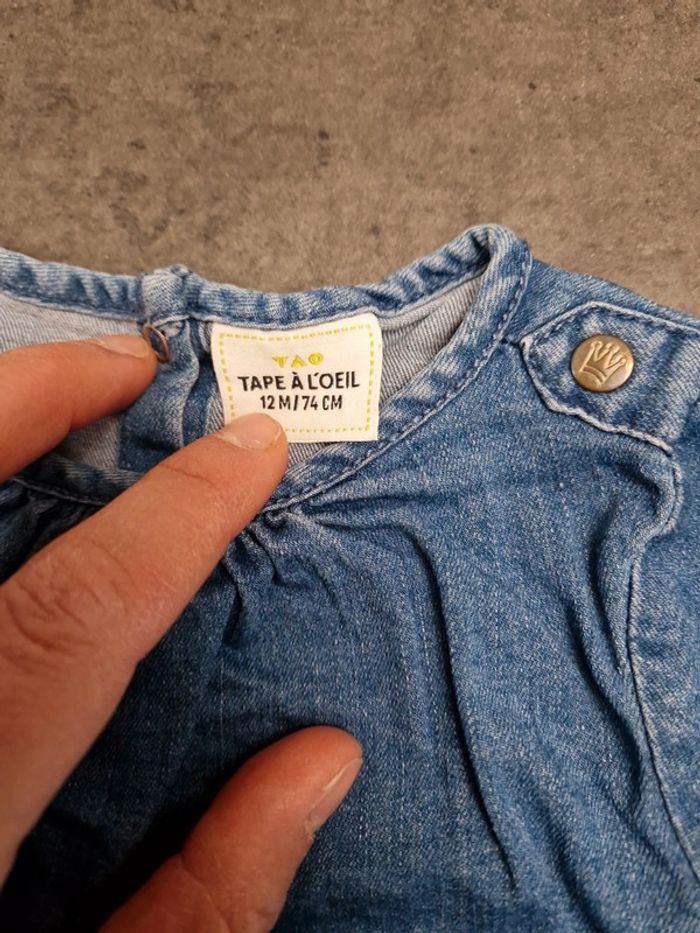 TAO
TAPE À L'OEIL
12 M/74 CM